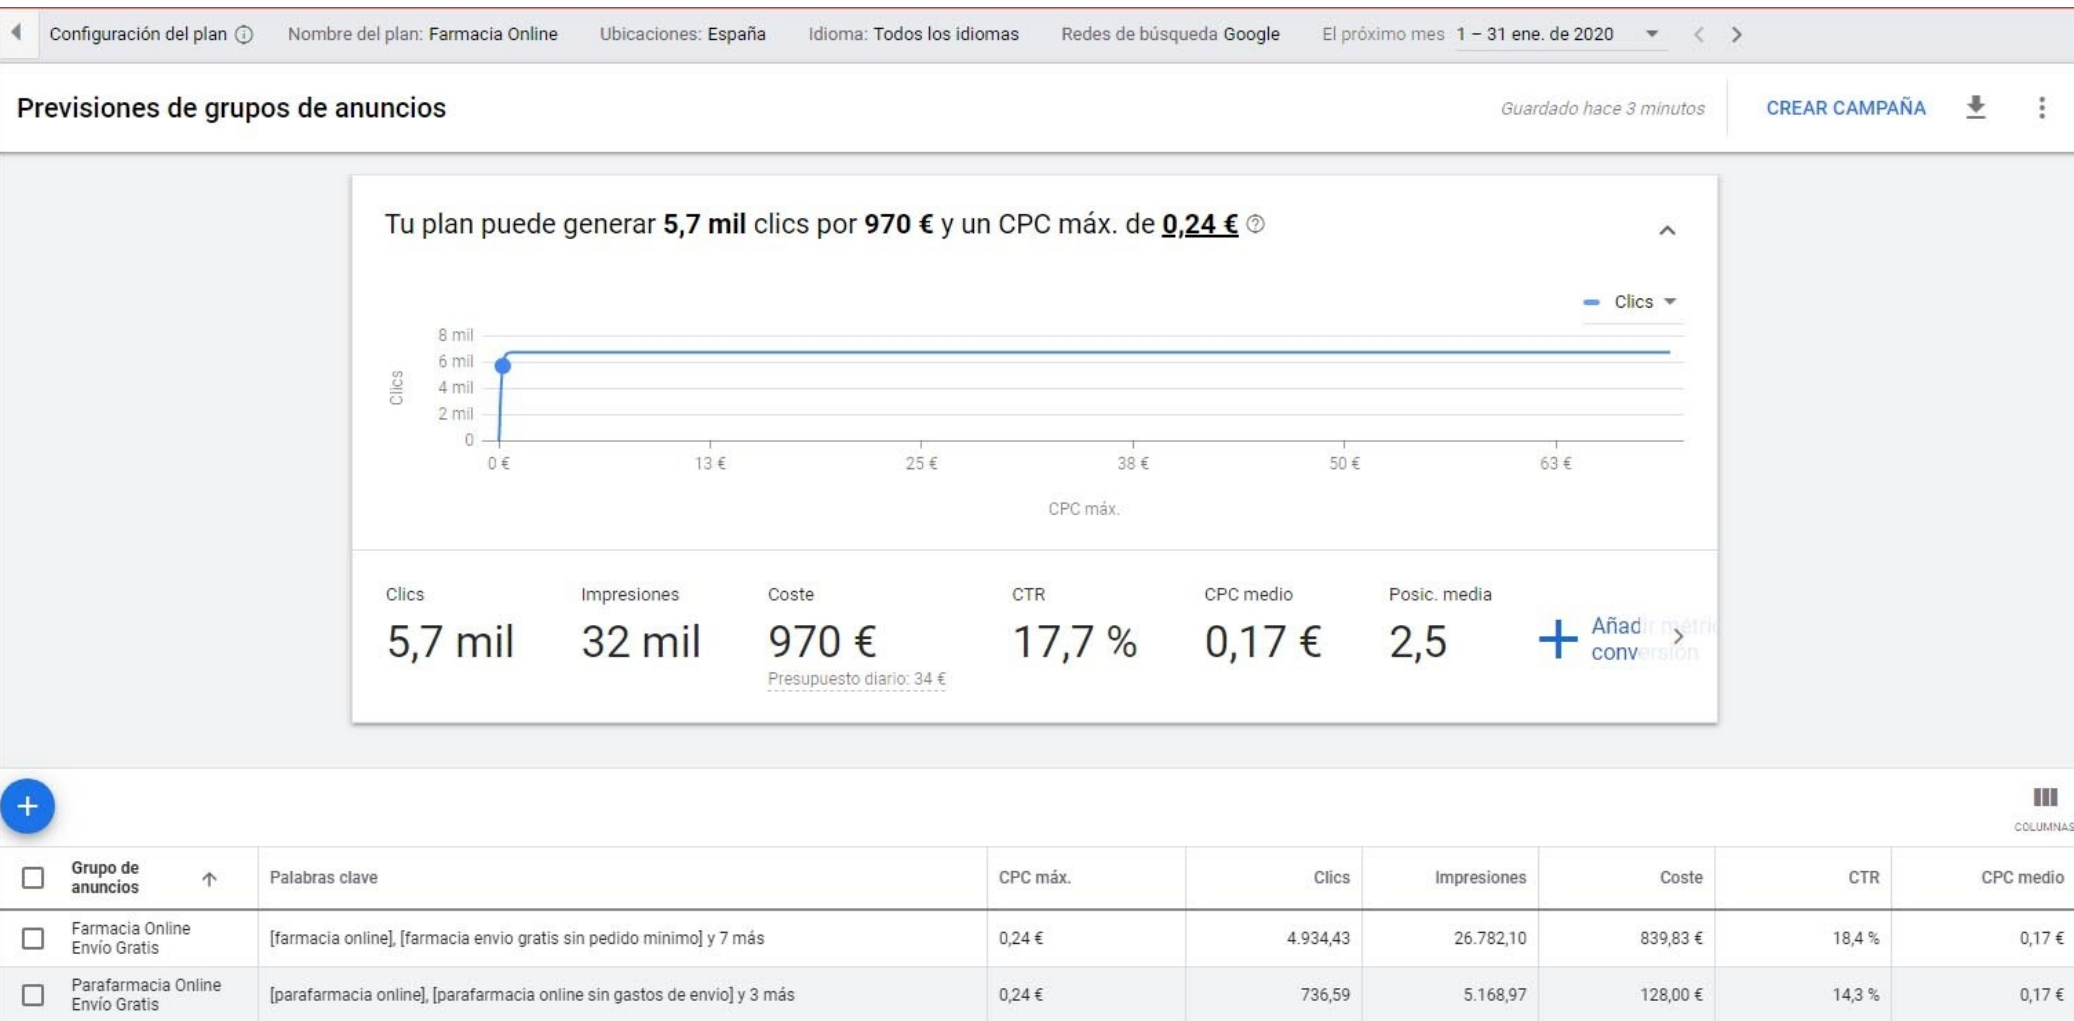 Configuración del plan Nombre del plan: Farmacia Online Ubicaciones: España Idioma: Todos los idiomas Redes de búsqueda Google El próximo mes 1 – 31 ene. de 2020
Previsiones de grupos de anuncios
Guardado hace 3 minutos
CREAR CAMPAÑA
Tu plan puede generar 5,7 mil clics por 970 € y un CPC máx. de 0,24 €
Clics
8 mil
6 mil
4 mil
2 mil
0
Clics
0 € 13 € 25 € 38 € 50 € 63 €
CPC máx.
Clics Impresiones Coste CTR CPC medio Posic. media
5,7 mil 32 mil 970 € 17,7 % 0,17 € 2,5
Presupuesto diario: 34 €
Añadir métric
conversión
COLUMNAS
Grupo de anuncios Palabras clave CPC máx. Clics Impresiones Coste CTR CPC medio
Farmacia Online Envío Gratis [farmacia online], [farmacia envio gratis sin pedido minimo] y 7 más 0,24 € 4.934,43 26.782,10 839,83 € 18,4 % 0,17 €
Parafarmacia Online Envío Gratis [parafarmacia online], [parafarmacia online sin gastos de envio] y 3 más 0,24 € 736,59 5.168,97 128,00 € 14,3 % 0,17 €